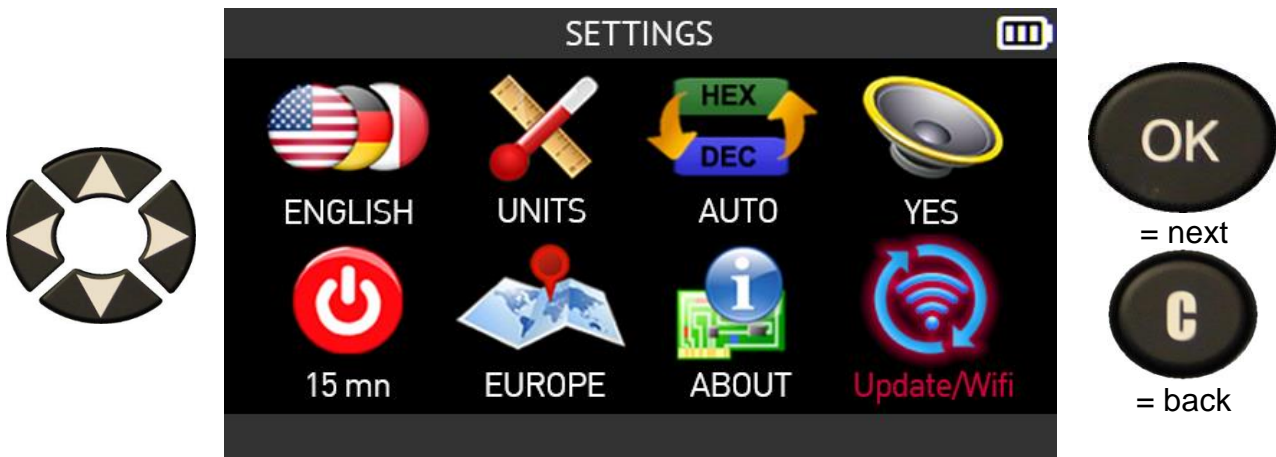 SETTINGS
HEX
DEC
ENGLISH UNITS AUTO YES
OK
= next
i
15 mn EUROPE ABOUT Update/Wifi
C
= back